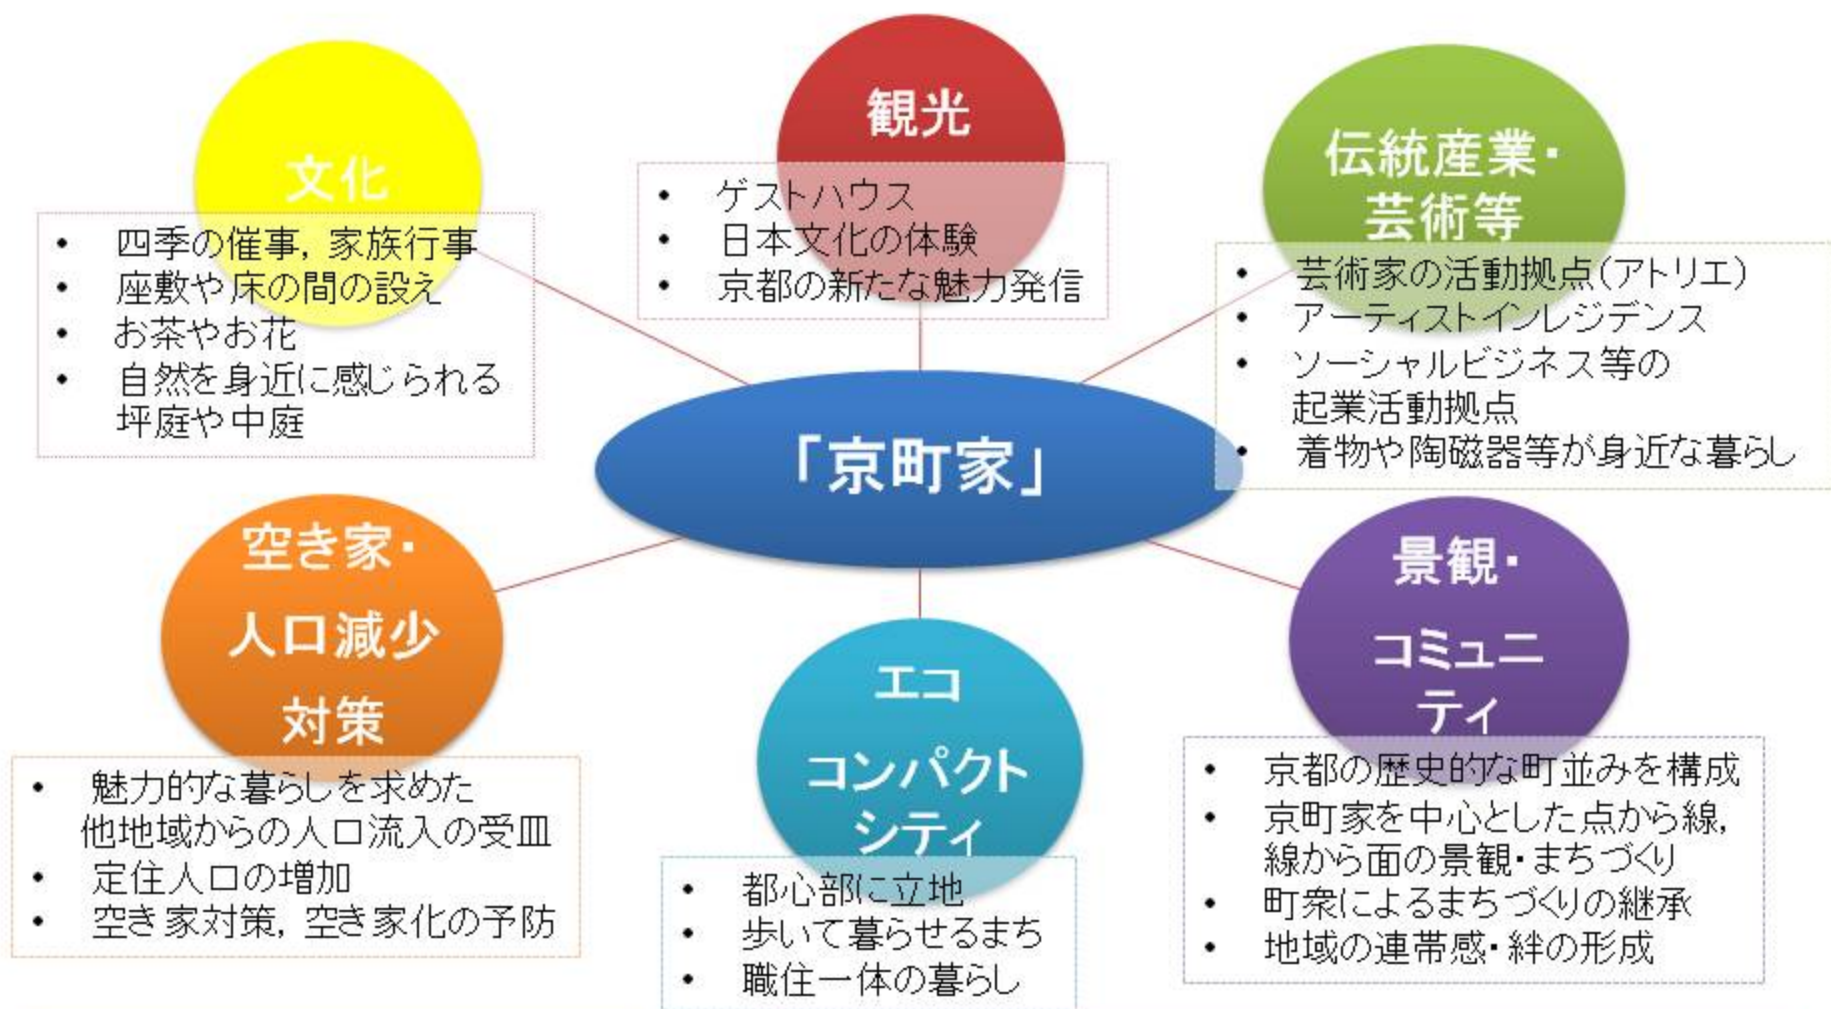 文化
• 四季の催事，家族行事
• 座敷や床の間の設え
• お茶やお花
• 自然を身近に感じられる
坪庭や中庭
観光
• ゲストハウス
• 日本文化の体験
• 京都の新たな魅力発信
伝統産業・
芸術等
• 芸術家の活動拠点(アトリエ)
• アーティストインレジデンス
• ソーシャルビジネス等の
起業活動拠点
• 着物や陶磁器等が身近な暮らし
「京町家」
空き家・
人口減少
対策
• 魅力的な暮らしを求めた
他地域からの人口流入の受皿
• 定住人口の増加
• 空き家対策，空き家化の予防
エコ
コンパクト
シティ
• 都心部に立地
• 歩いて暮らせるまち
• 職住一体の暮らし
景観・
コミュニ
ティ
• 京都の歴史的な町並みを構成
• 京町家を中心とした点から線，
線から面の景観・まちづくり
• 町衆によるまちづくりの継承
• 地域の連帯感・絆の形成